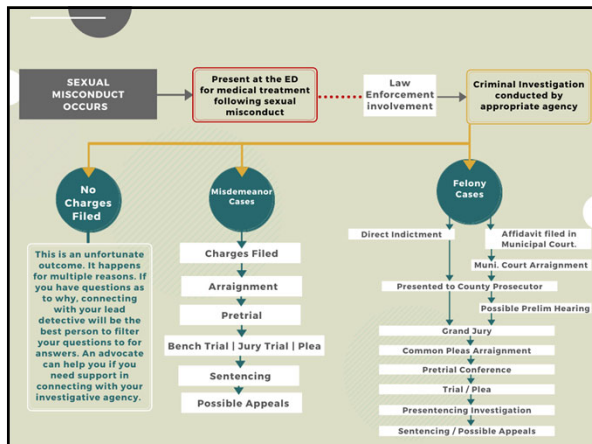 SEXUAL
MISCONDUCT
OCCURS
Present at the ED
for medical treatment
following sexual
misconduct
Law
Enforcement
involvement
Criminal Investigation
conducted by
appropriate agency
No
Charges
Filed
This is an unfortunate
outcome. It happens
for multiple reasons. If
you have questions as
to why, connecting
with your lead
detective will be the
best person to filter
your questions to for
answers. An advocate
can help you if you
need support in
connecting with your
investigative agency.
Misdemeanor
Cases
Charges Filed
Arraignment
Pretrial
Bench Trial | Jury Trial | Plea
Sentencing
Possible Appeals
Felony
Cases
Direct Indictment
Affidavit filed in
Municipal Court.
Muni. Court Arraignment
Presented to County Prosecutor
Possible Prelim Hearing
Grand Jury
Common Pleas Arraignment
Pretrial Conference
Trial / Plea
Presentencing Investigation
Sentencing / Possible Appeals